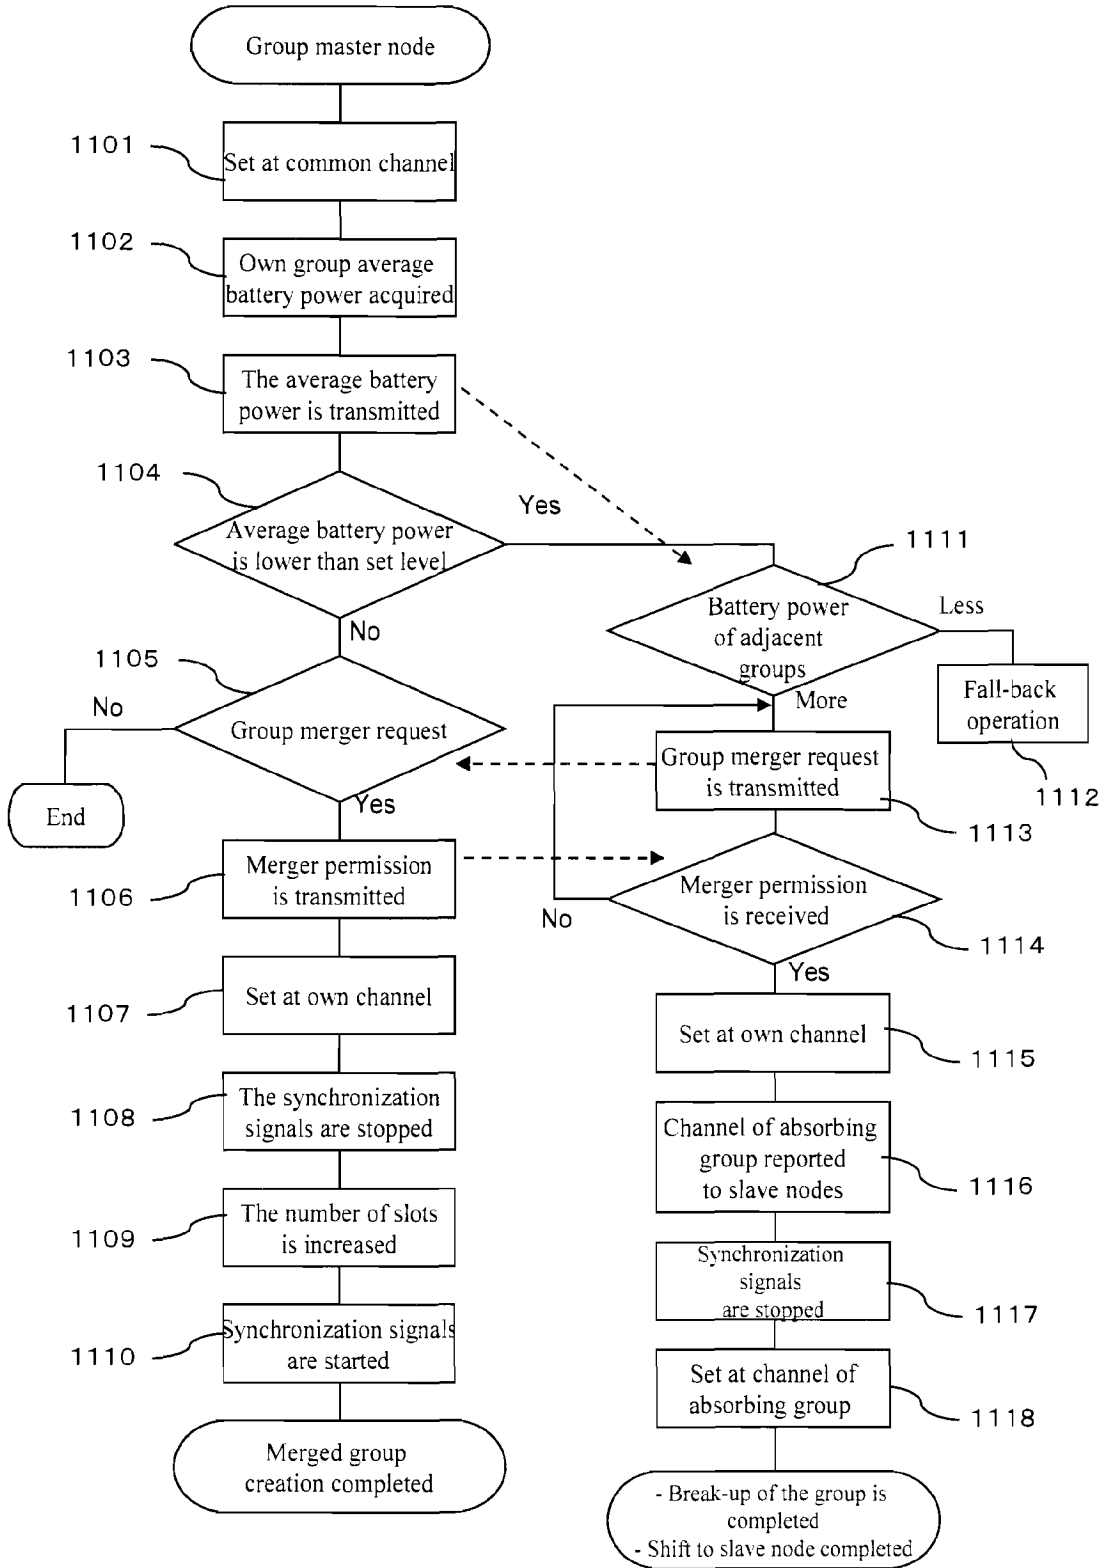 Group master node
1101
Set at common channel
1102
Own group average
battery power acquired
1103
The average battery
power is transmitted
1104
Average battery power
is lower than set level
Yes
No
1105
Group merger request
No
End
Yes
1106
Merger permission
is transmitted
1107
Set at own channel
1108
The synchronization
signals are stopped
1109
The number of slots
is increased
1110
Synchronization signals
are started
Merged group
creation completed
1111
Battery power
of adjacent
groups
Less
Fall-back
operation
1112
More
Group merger request
is transmitted
1113
Merger permission
is received
No
1114
Yes
Set at own channel
1115
Channel of absorbing
group reported
to slave nodes
1116
Synchronization
signals
are stopped
1117
Set at channel of
absorbing group
1118
- Break-up of the group is
completed
- Shift to slave node completed